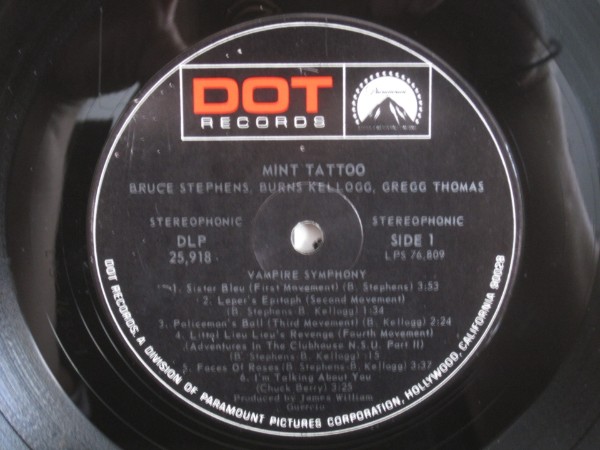 DOT
RECORDS
Paramount
MINT TATTOO
BRUCE STEPHENS, BURNS KELLOGG, GREGG THOMAS
STEREOPHONIC
DLP
25,918
STEREOPHONIC
SIDE 1
LPS 76,809
VAMPIRE SYMPHONY
1. Sister Bleu (First Movement) (B. Stephens) 3:53
2. Leper's Epitaph (Second Movement)
(B. Stephens B. Kellogg) 1:34
3. Policeman's Ball (Third Movement) (B. Kellogg) 2:24
4. Lieu Revenge (Fourth Movement)
(Adventures In The Clubhouse N.S.U. Part II)
(B. Stephens-B. Kellogg) :15
5. Faces Of Roses (B. Stephens-B. Kellogg) 3:37
6. I'm Talking About You
(Chuck Berry) 3:25
Produced by James William
DOT RECORDS, A DIVISION OF PARAMOUNT PICTURES CORPORATION, HOLLYWOOD, CALIFORNIA 90028